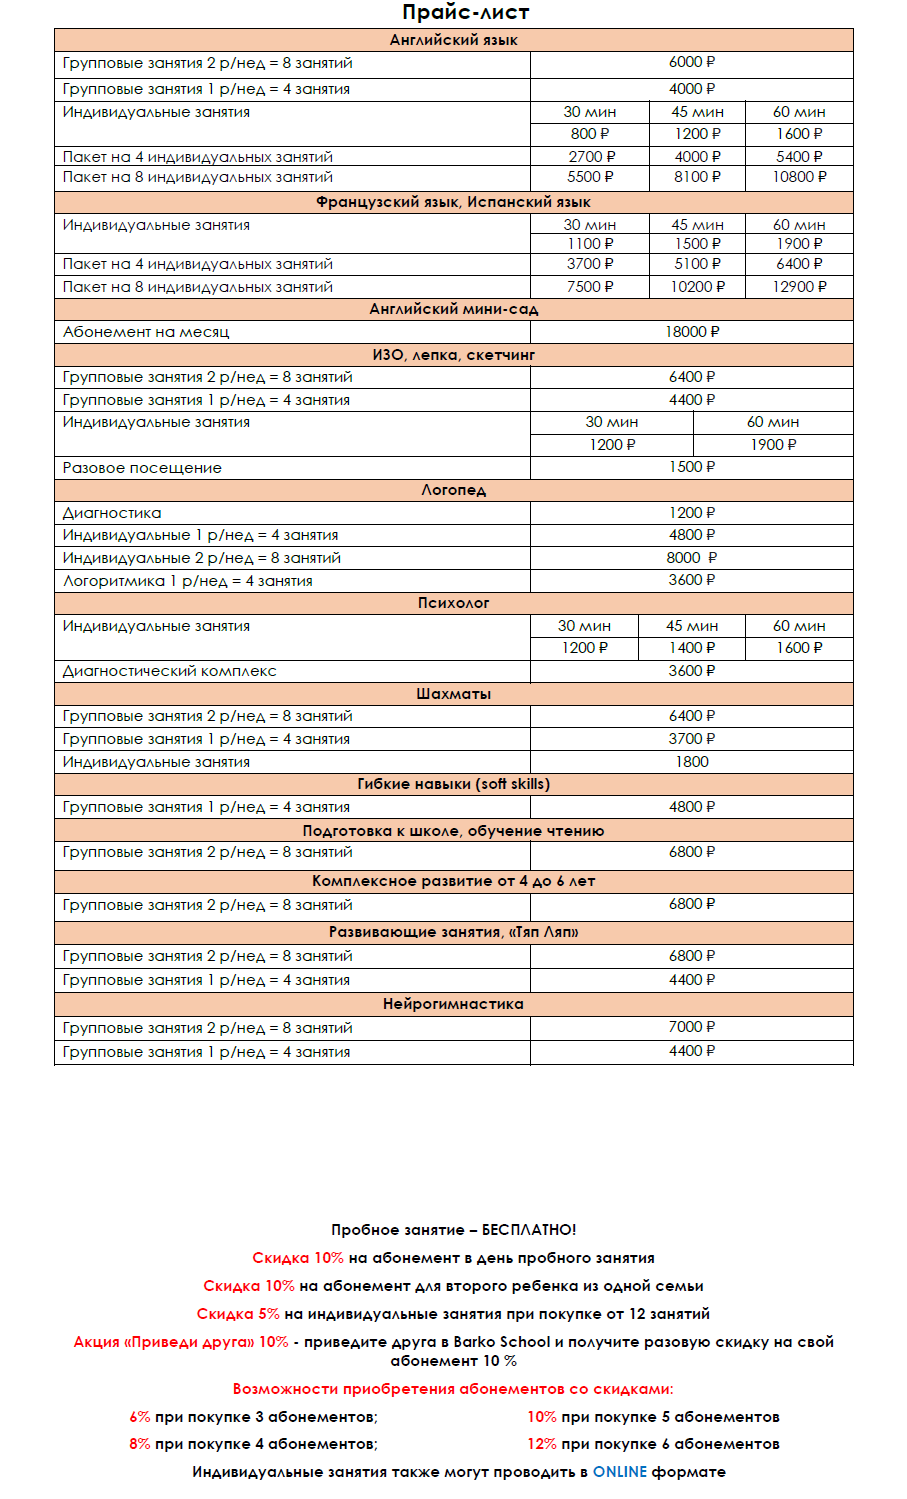 Прайс-лист
Английский язык
Групповые занятия 2 р/нед = 8 занятий 6000 ₽
Групповые занятия 1 р/нед = 4 занятия 4000 ₽
Индивидуальные занятия 30 мин 45 мин 60 мин
800 ₽ 1200 ₽ 1600 ₽
Пакет на 4 индивидуальных занятий 2700 ₽ 4000 ₽ 5400 ₽
Пакет на 8 индивидуальных занятий 5500 ₽ 8100 ₽ 10800 ₽
Французский язык, Испанский язык
Индивидуальные занятия 30 мин 45 мин 60 мин
1100 ₽ 1500 ₽ 1900 ₽
Пакет на 4 индивидуальных занятий 3700 ₽ 5100 ₽ 6400 ₽
Пакет на 8 индивидуальных занятий 7500 ₽ 10200 ₽ 12900 ₽
Английский мини-сад
Абонемент на месяц 18000 ₽
ИЗО, лепка, скетчинг
Групповые занятия 2 р/нед = 8 занятий 6400 ₽
Групповые занятия 1 р/нед = 4 занятия 4400 ₽
Индивидуальные занятия 30 мин 60 мин
1200 ₽ 1900 ₽
Разовое посещение 1500 ₽
Логопед
Диагностика 1200 ₽
Индивидуальные 1 р/нед = 4 занятия 4800 ₽
Индивидуальные 2 р/нед = 8 занятий 8000 ₽
Логоритмика 1 р/нед = 4 занятия 3600 ₽
Психолог
Индивидуальные занятия 30 мин 45 мин 60 мин
1200 ₽ 1400 ₽ 1600 ₽
Диагностический комплекс 3600 ₽
Шахматы
Групповые занятия 2 р/нед = 8 занятий 6400 ₽
Групповые занятия 1 р/нед = 4 занятия 3700 ₽
Индивидуальные занятия 1800
Гибкие навыки (soft skills)
Групповые занятия 1 р/нед = 4 занятия 4800 ₽
Подготовка к школе, обучение чтению
Групповые занятия 2 р/нед = 8 занятий 6800 ₽
Комплексное развитие от 4 до 6 лет
Групповые занятия 2 р/нед = 8 занятий 6800 ₽
Развивающие занятия, «Тяп Ляп»
Групповые занятия 2 р/нед = 8 занятий 6800 ₽
Групповые занятия 1 р/нед = 4 занятия 4400 ₽
Нейрогимнастика
Групповые занятия 2 р/нед = 8 занятий 7000 ₽
Групповые занятия 1 р/нед = 4 занятия 4400 ₽
Пробное занятие – БЕСПЛАТНО!
Скидка 10% на абонемент в день пробного занятия
Скидка 10% на абонемент для второго ребенка из одной семьи
Скидка 5% на индивидуальные занятия при покупке от 12 занятий
Акция «Приведи друга» 10% - приведите друга в Barko School и получите разовую скидку на свой
абонемент 10 %
Возможности приобретения абонементов со скидками:
6% при покупке 3 абонементов; 10% при покупке 5 абонементов
8% при покупке 4 абонементов; 12% при покупке 6 абонементов
Индивидуальные занятия также могут проводить в ONLINE формате